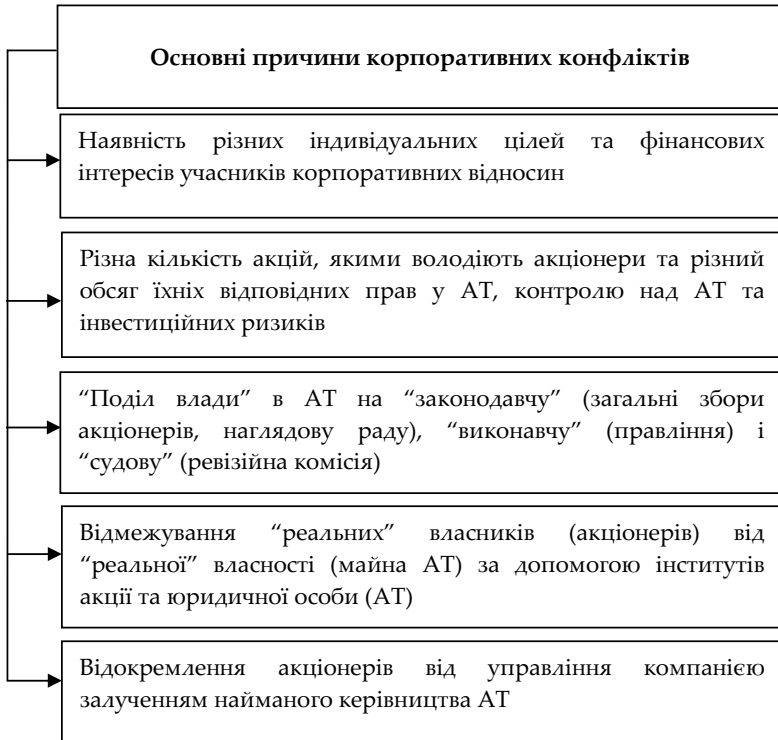 Основні причини корпоративних конфліктів
Наявність різних індивідуальних цілей та фінансових
інтересів учасників корпоративних відносин
Різна кількість акцій, якими володіють акціонери та різний
обсяг їхніх відповідних прав у АТ, контролю над АТ та
інвестиційних ризиків
“Поділ влади” в АТ на “законодавчу” (загальні збори
акціонерів, наглядову раду), “виконавчу” (правління) і
“судову” (ревізійна комісія)
Відмежування “реальних” власників (акціонерів) від
“реальної” власності (майна АТ) за допомогою інститутів
акції та юридичної особи (АТ)
Відокремлення акціонерів від управління компанією
залученням найманого керівництва АТ